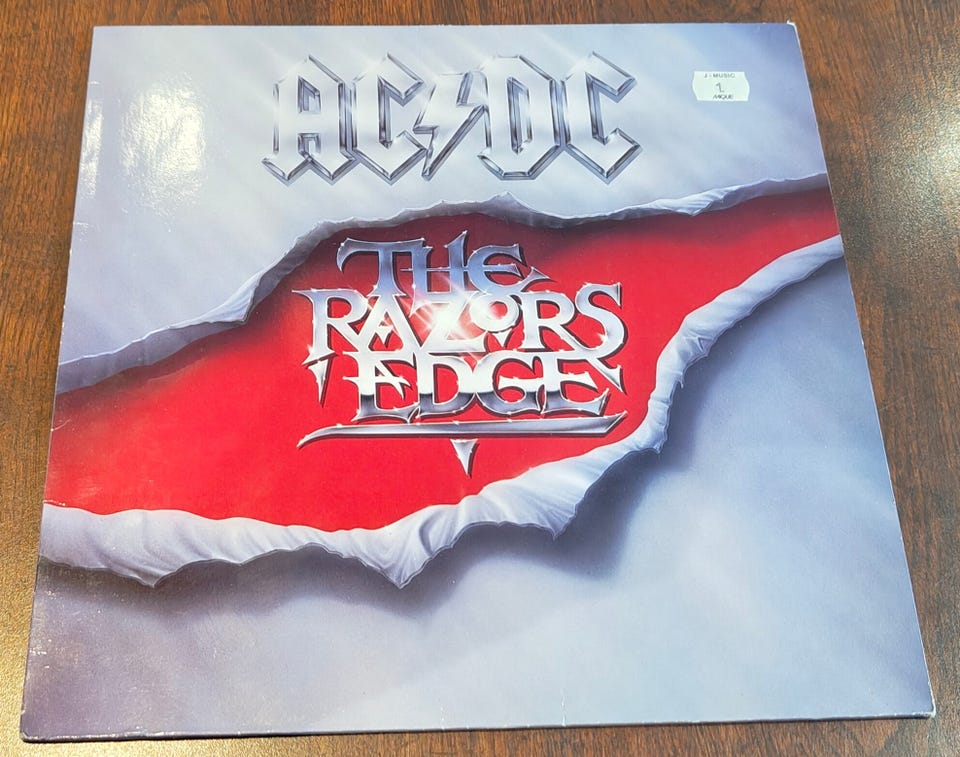 AC/DC
J-MUSIC
1
THE
RAZORS
EDGE